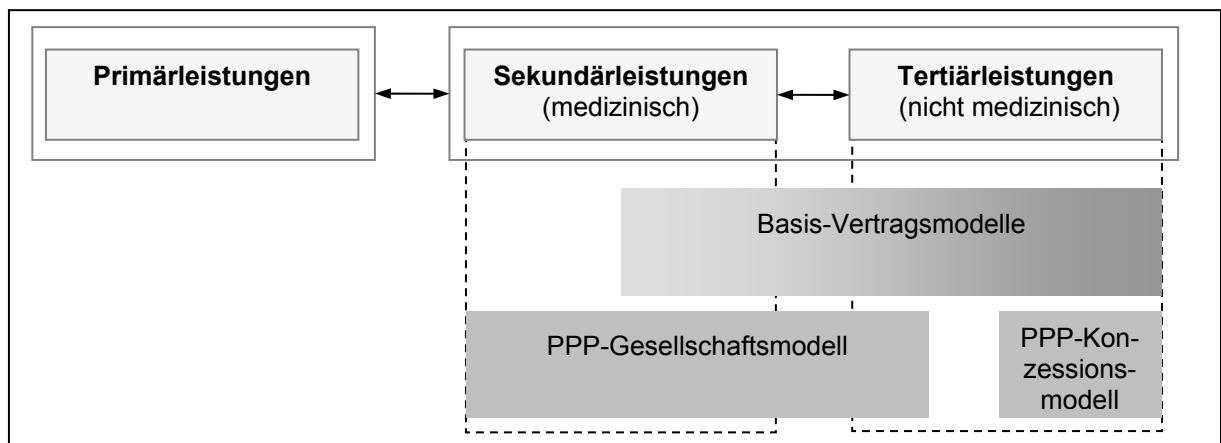 Primärleistungen
Sekundärleistungen
(medizinisch)
Tertiärleistungen
(nicht medizinisch)
Basis-Vertragsmodelle
PPP-Gesellschaftsmodell
PPP-Kon-
zessions-
modell